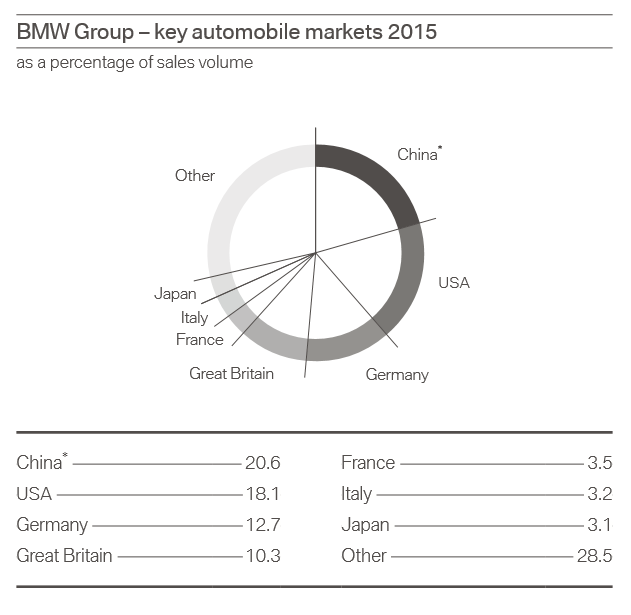 BMW Group – key automobile markets 2015
as a percentage of sales volume
China*
Other
USA
Japan
Italy
France
Great Britain
Germany
China* 20.6
USA 18.1
Germany 12.7
Great Britain 10.3
France 3.5
Italy 3.2
Japan 3.1
Other 28.5